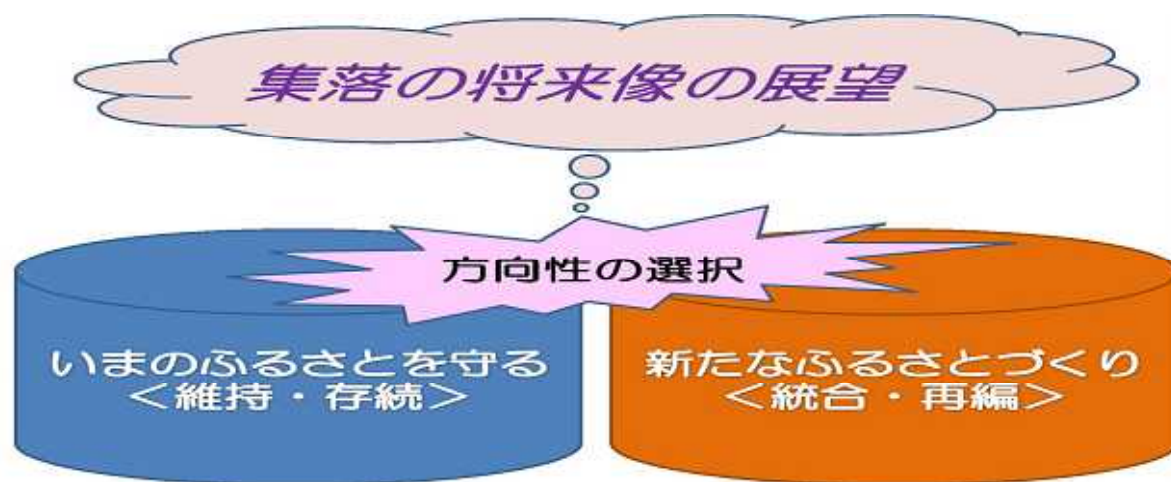 集落の将来像の展望
方向性の選択
いまのふるさとを守る
＜維持・存続＞
新たなふるさとづくり
＜統合・再編＞